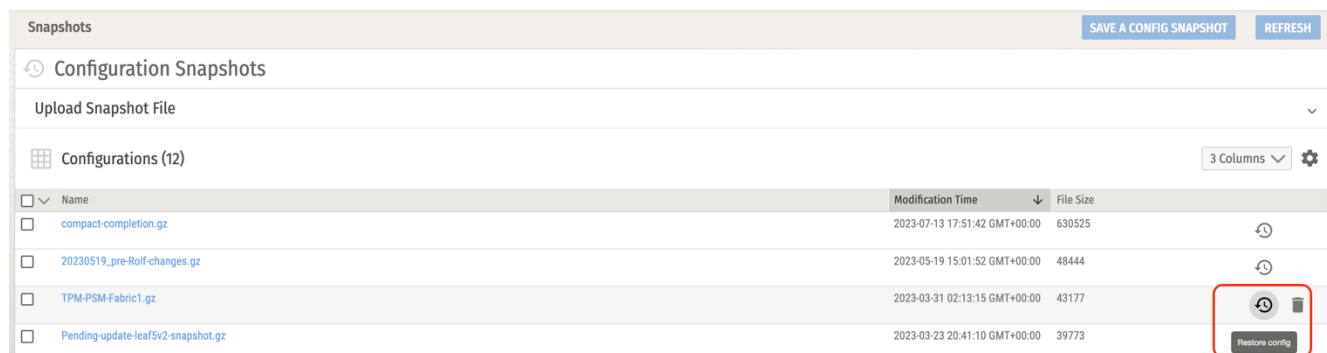 Snapshots SAVE A CONFIG SNAPSHOT REFRESH
Configuration Snapshots
Upload Snapshot File
Configurations (12) 3 Columns
Name Modification Time File Size
compact-completion.gz 2023-07-13 17:51:42 GMT+00:00 630525
20230519_pre-Rolf-changes.gz 2023-05-19 15:01:52 GMT+00:00 48444
TPM-PSM-Fabric1.gz 2023-03-31 02:13:15 GMT+00:00 43177
Pending-update-leaf5v2-snapshot.gz 2023-03-23 20:41:10 GMT+00:00 39773
Restore config